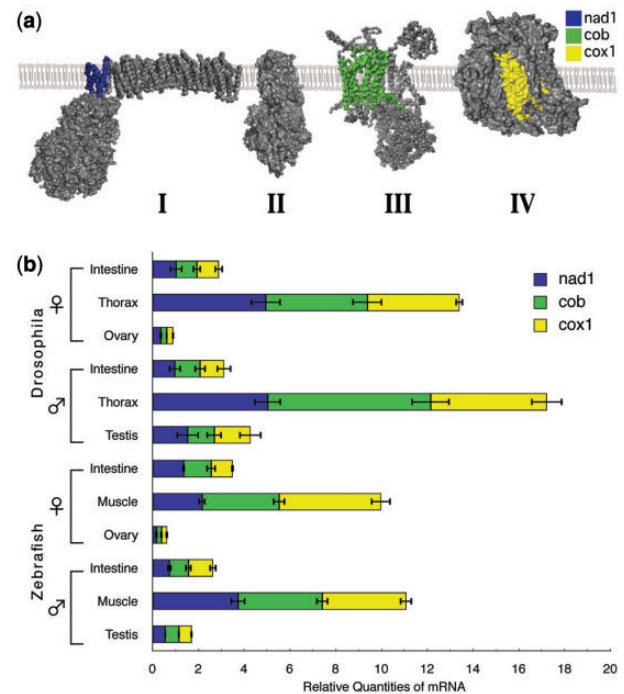 (a)
nad1
cob
cox1
I II III IV
(b)
Drosophila
♀
Intestine
Thorax
Ovary
♂
Intestine
Thorax
Testis
Zebrafish
♀
Intestine
Muscle
Ovary
♂
Intestine
Muscle
Testis
nad1
cob
cox1
0 2 4 6 8 10 12 14 16 18 20
Relative Quantities of mRNA